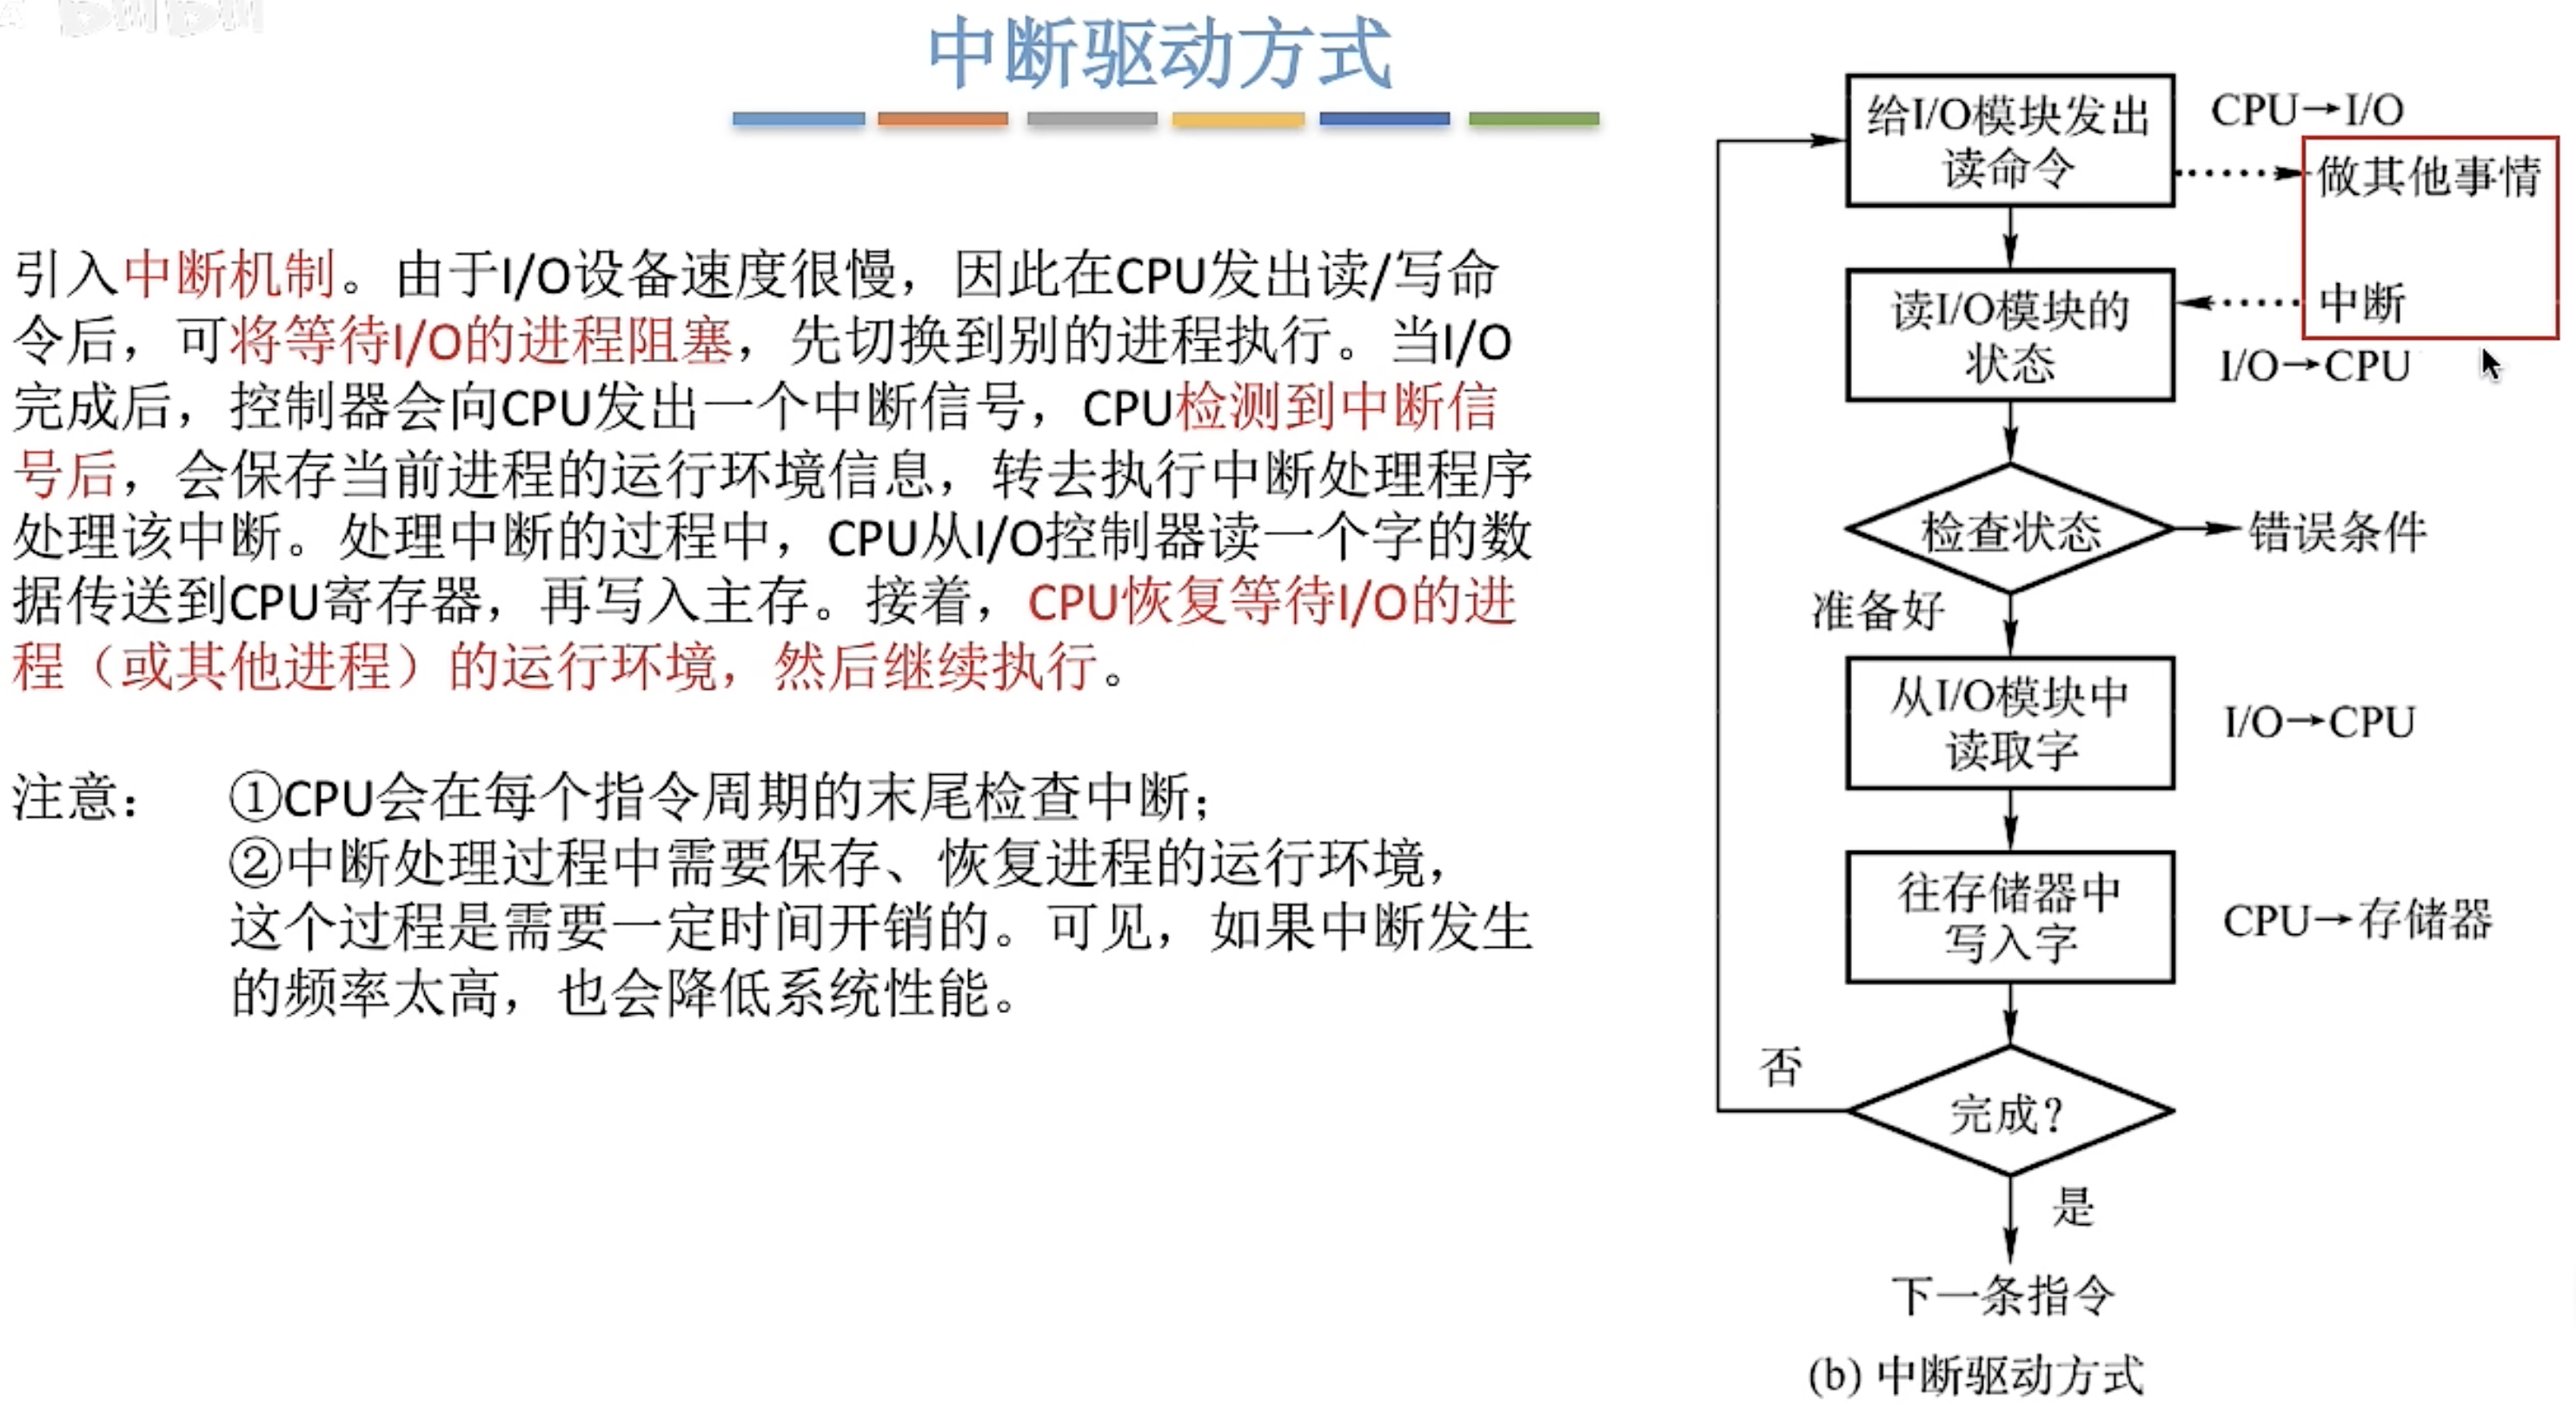 中断驱动方式
引入中断机制。由于I/O设备速度很慢，因此在CPU发出读/写命
令后，可将等待I/O的进程阻塞，先切换到别的进程执行。当I/O
完成后，控制器会向CPU发出一个中断信号，CPU检测到中断信
号后，会保存当前进程的运行环境信息，转去执行中断处理程序
处理该中断。处理中断的过程中，CPU从I/O控制器读一个字的数
据传送到CPU寄存器，再写入主存。接着，CPU恢复等待I/O的进
程（或其他进程）的运行环境，然后继续执行。
注意： ①CPU会在每个指令周期的末尾检查中断；
②中断处理过程中需要保存、恢复进程的运行环境，
这个过程是需要一定时间开销的。可见，如果中断发生
的频率太高，也会降低系统性能。
给I/O模块发出
读命令
CPU→I/O
做其他事情
读I/O模块的
状态
中断
I/O→CPU
检查状态
错误条件
准备好
从I/O模块中
读取字
I/O→CPU
往存储器中
写入字
CPU→存储器
否
完成？
是
下一条指令
(b) 中断驱动方式